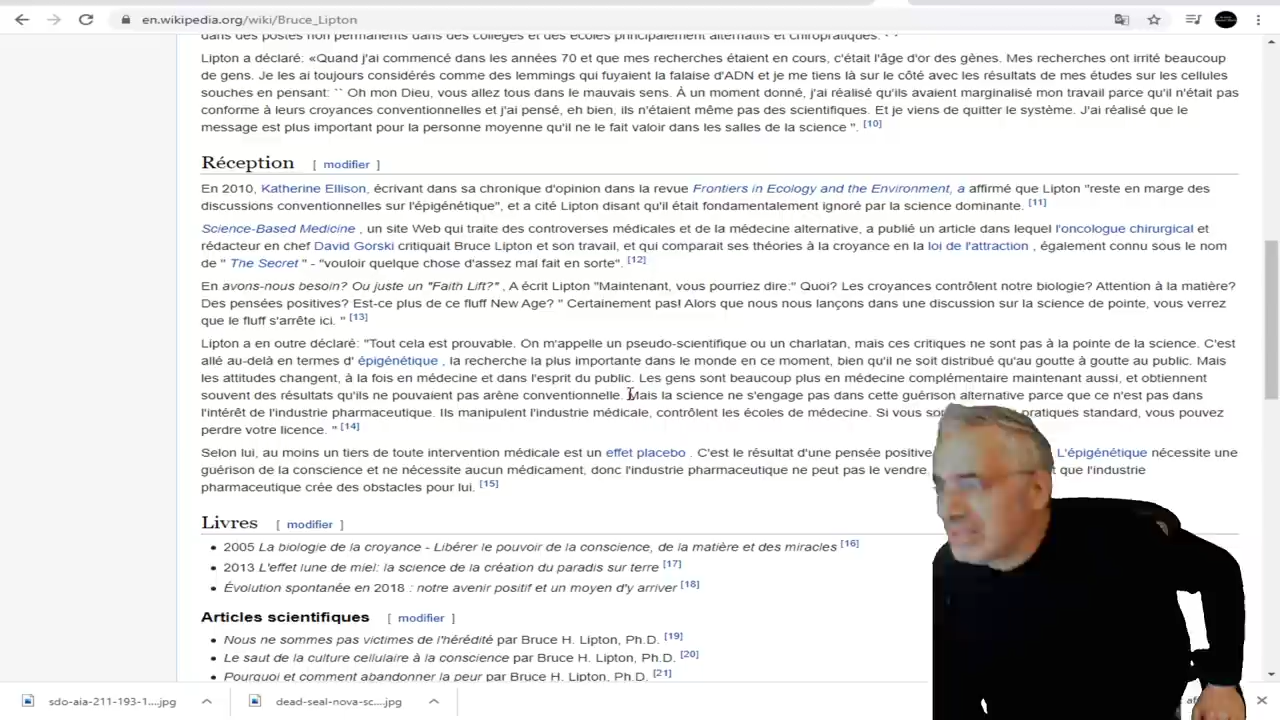 en.wikipedia.org/wiki/Bruce_Lipton
dans des postes non permanents dans des collèges et des écoles principalement alternatifs et chiropratiques.
Lipton a déclaré: «Quand j'ai commencé dans les années 70 et que mes recherches étaient en cours, c'était l'âge d'or des gènes. Mes recherches ont irrité beaucoup
de gens. Je les ai toujours considérés comme des lemmings qui fuyaient la falaise d'ADN et je me tiens là sur le côté avec les résultats de mes études sur les cellules
souches en pensant: `` Oh mon Dieu, vous allez tous dans le mauvais sens. À un moment donné, j'ai réalisé qu'ils avaient marginalisé mon travail parce qu'il n'était pas
conforme à leurs croyances conventionnelles et j'ai pensé, eh bien, ils n'étaient même pas des scientifiques. Et je viens de quitter le système. J'ai réalisé que le
message est plus important pour la personne moyenne qu'il ne le fait valoir dans les salles de la science ". [10]
Réception [ modifier ]
En 2010, Katherine Ellison, écrivant dans sa chronique d'opinion dans la revue Frontiers in Ecology and the Environment, a affirmé que Lipton "reste en marge des
discussions conventionnelles sur l'épigénétique", et a cité Lipton disant qu'il était fondamentalement ignoré par la science dominante. [11]
Science-Based Medicine , un site Web qui traite des controverses médicales et de la médecine alternative, a publié un article dans lequel l'oncologue chirurgical et
rédacteur en chef David Gorski critiquait Bruce Lipton et son travail, et qui comparait ses théories à la croyance en la loi de l'attraction , également connu sous le nom
de " The Secret " - "vouloir quelque chose d'assez mal fait en sorte". [12]
En avons-nous besoin? Ou juste un "Faith Lift?" , A écrit Lipton "Maintenant, vous pourriez dire:" Quoi? Les croyances contrôlent notre biologie? Attention à la matière?
Des pensées positives? Est-ce plus de ce fluff New Age? " Certainement pas! Alors que nous nous lançons dans une discussion sur la science de pointe, vous verrez
que le fluff s'arrête ici. " [13]
Lipton a en outre déclaré: "Tout cela est prouvable. On m'appelle un pseudo-scientifique ou un charlatan, mais ces critiques ne sont pas à la pointe de la science. C'est
allé au-delà en termes d' épigénétique , la recherche la plus importante dans le monde en ce moment, bien qu'il ne soit distribué qu'au goutte à goutte au public. Mais
les attitudes changent, à la fois en médecine et dans l'esprit du public. Les gens sont beaucoup plus en médecine complémentaire maintenant aussi, et obtiennent
souvent des résultats qu'ils ne pouvaient pas arène conventionnelle. Mais la science ne s'engage pas dans cette guérison alternative parce que ce n'est pas dans
l'intérêt de l'industrie pharmaceutique. Ils manipulent l'industrie médicale, contrôlent les écoles de médecine. Si vous pratiques standard, vous pouvez
perdre votre licence. " [14]
Selon lui, au moins un tiers de toute intervention médicale est un effet placebo . C'est le résultat d'une pensée positive L'épigénétique nécessite une
guérison de la conscience et ne nécessite aucun médicament, donc l'industrie pharmaceutique ne peut pas le vendre que l'industrie
pharmaceutique crée des obstacles pour lui. [15]
Livres [ modifier ]
2005 La biologie de la croyance - Libérer le pouvoir de la conscience, de la matière et des miracles [16]
2013 L'effet lune de miel: la science de la création du paradis sur terre [17]
Évolution spontanée en 2018 : notre avenir positif et un moyen d'y arriver [18]
Articles scientifiques [ modifier ]
Nous ne sommes pas victimes de l'hérédité par Bruce H. Lipton, Ph.D. [19]
Le saut de la culture cellulaire à la conscience par Bruce H. Lipton, Ph.D. [20]
Pourquoi et comment abandonner la peur par Bruce H. Lipton, Ph.D. [21]
sdo-aia-211-193-1....jpg
dead-seal-nova-sc....jpg